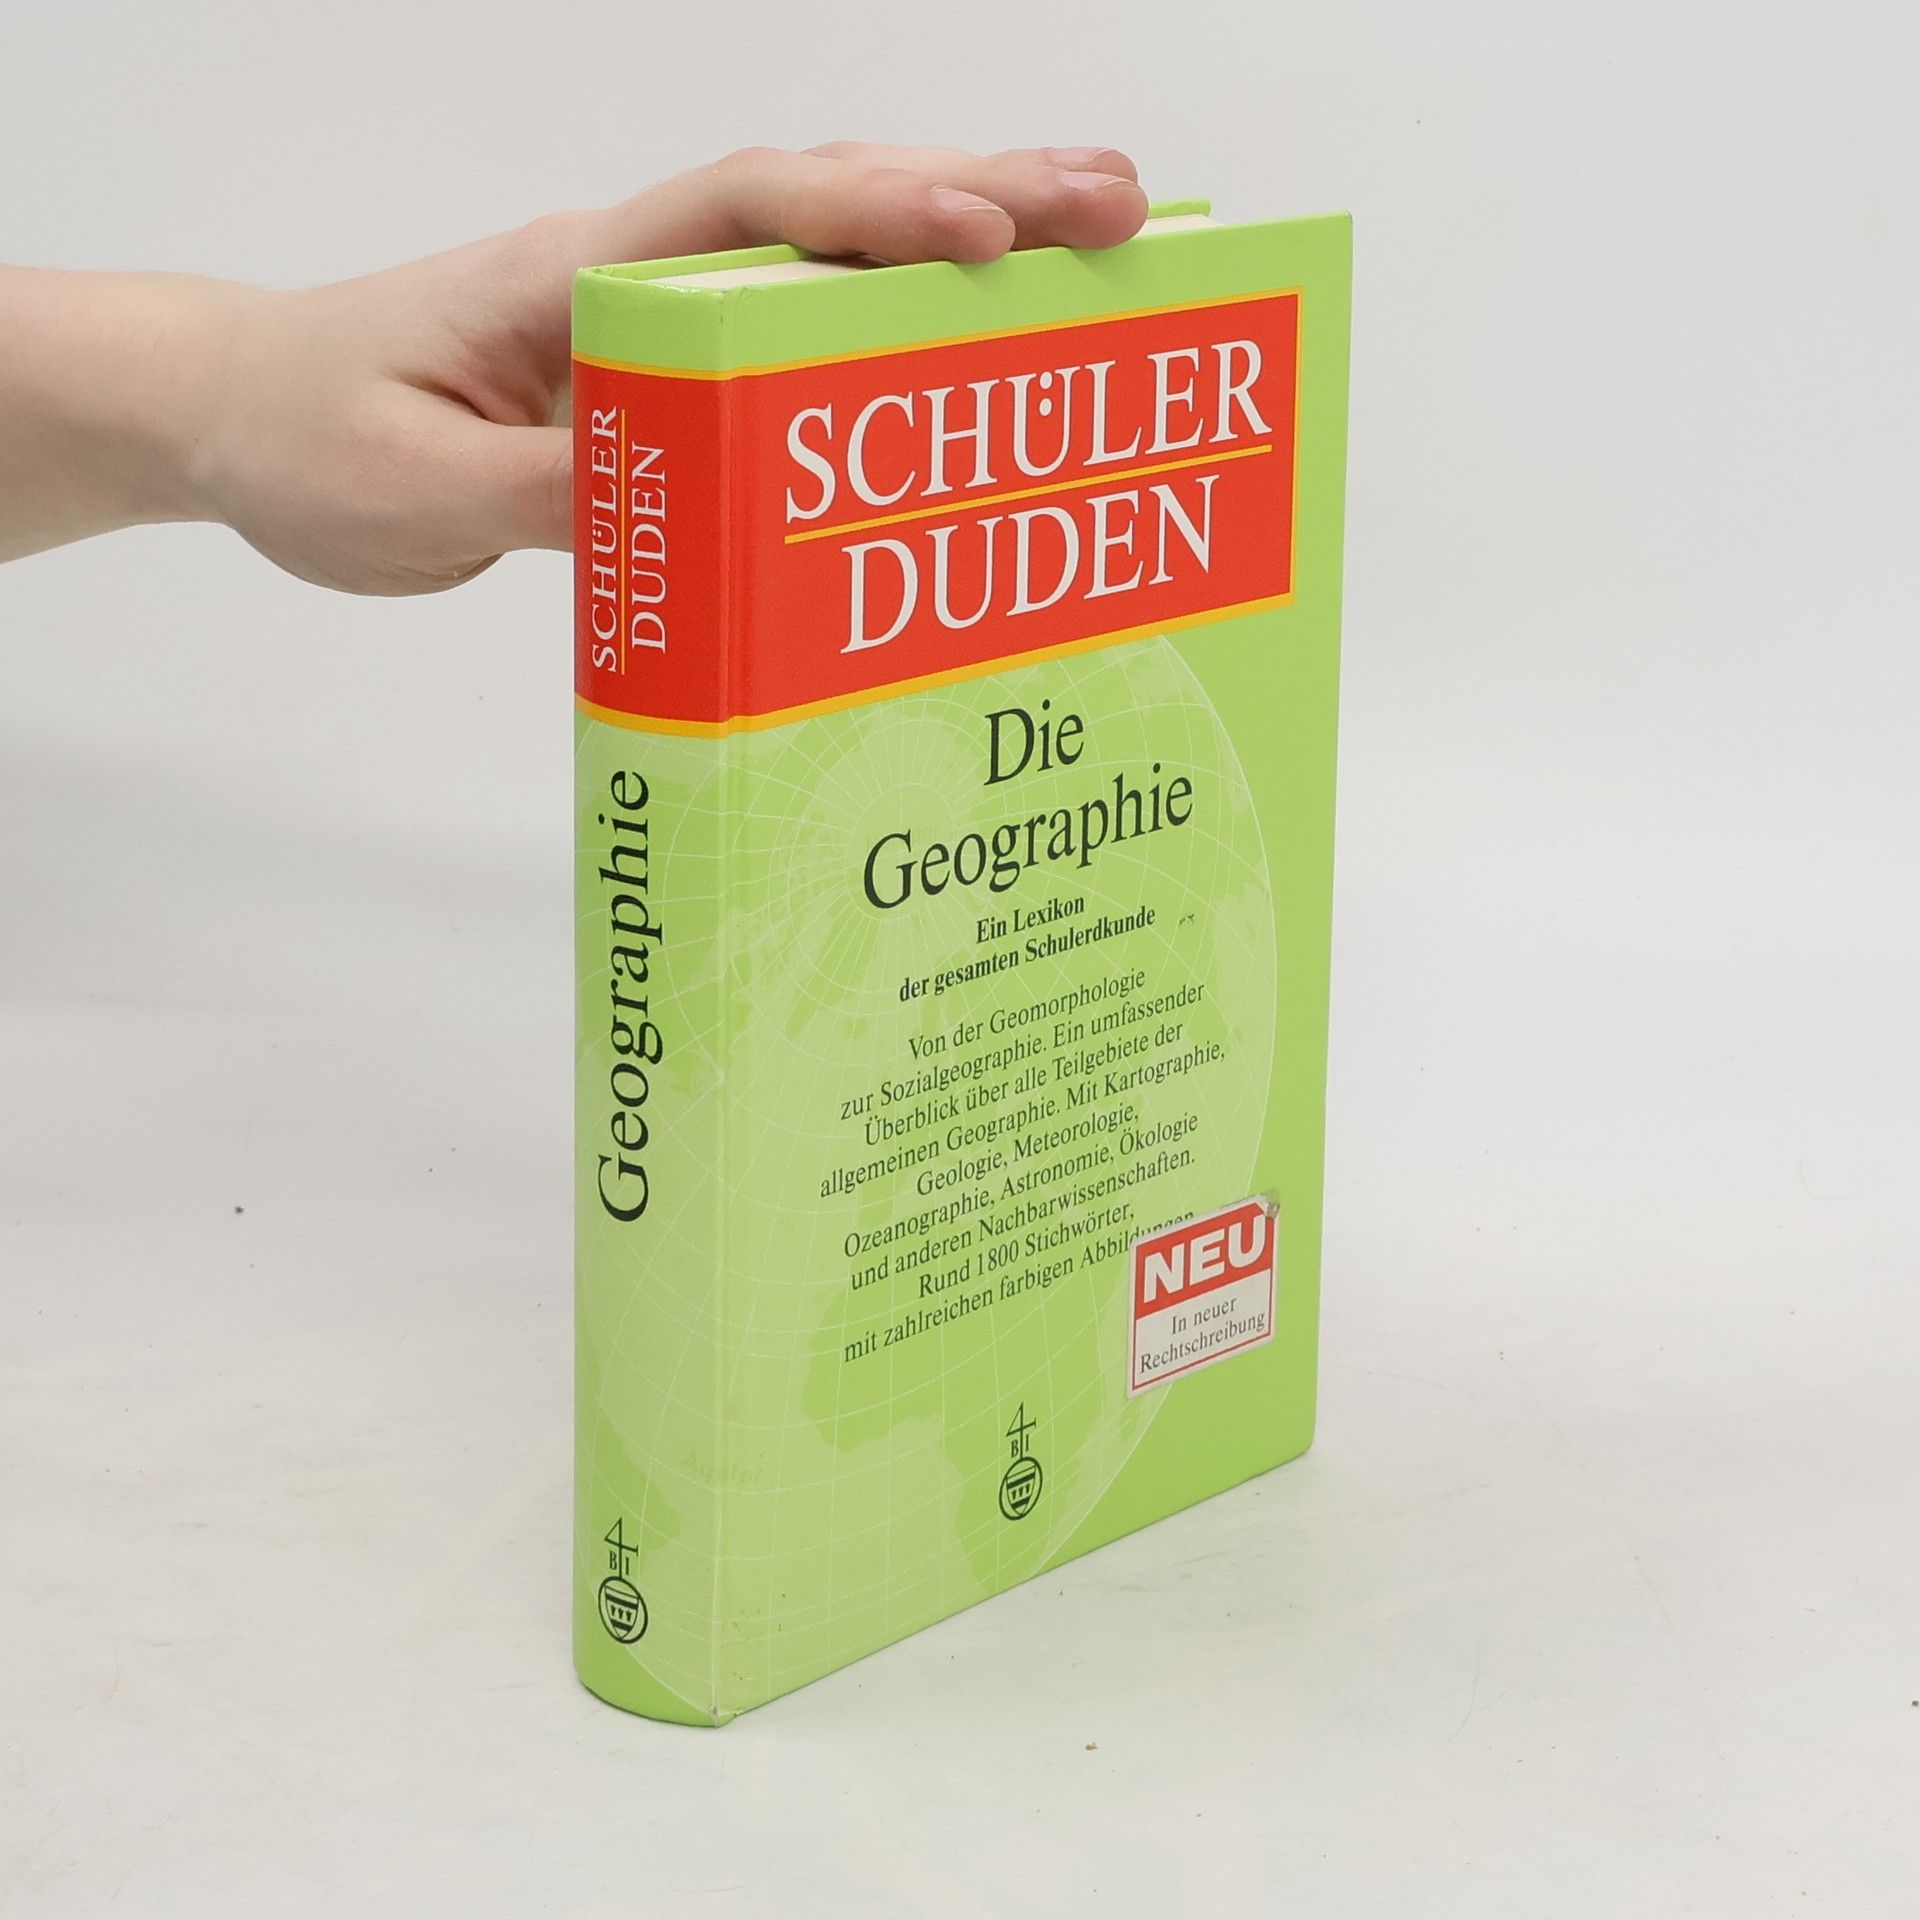 SCHÜLER
DUDEN
Geographie
B I
SCHÜLER
DUDEN
Die
Geographie
Ein Lexikon
der gesamten Schulerdkunde
Von der Geomorphologie
zur Sozialgeographie. Ein umfassender
Überblick über alle Teilgebiete der
allgemeinen Geographie. Mit Kartographie,
Geologie, Meteorologie,
Ozeanographie, Astronomie, Ökologie
und anderen Nachbarwissenschaften.
Rund 1800 Stichwörter,
mit zahlreichen farbigen Abbildungen
NEU
In neuer
Rechtschreibung
B I
Äquator